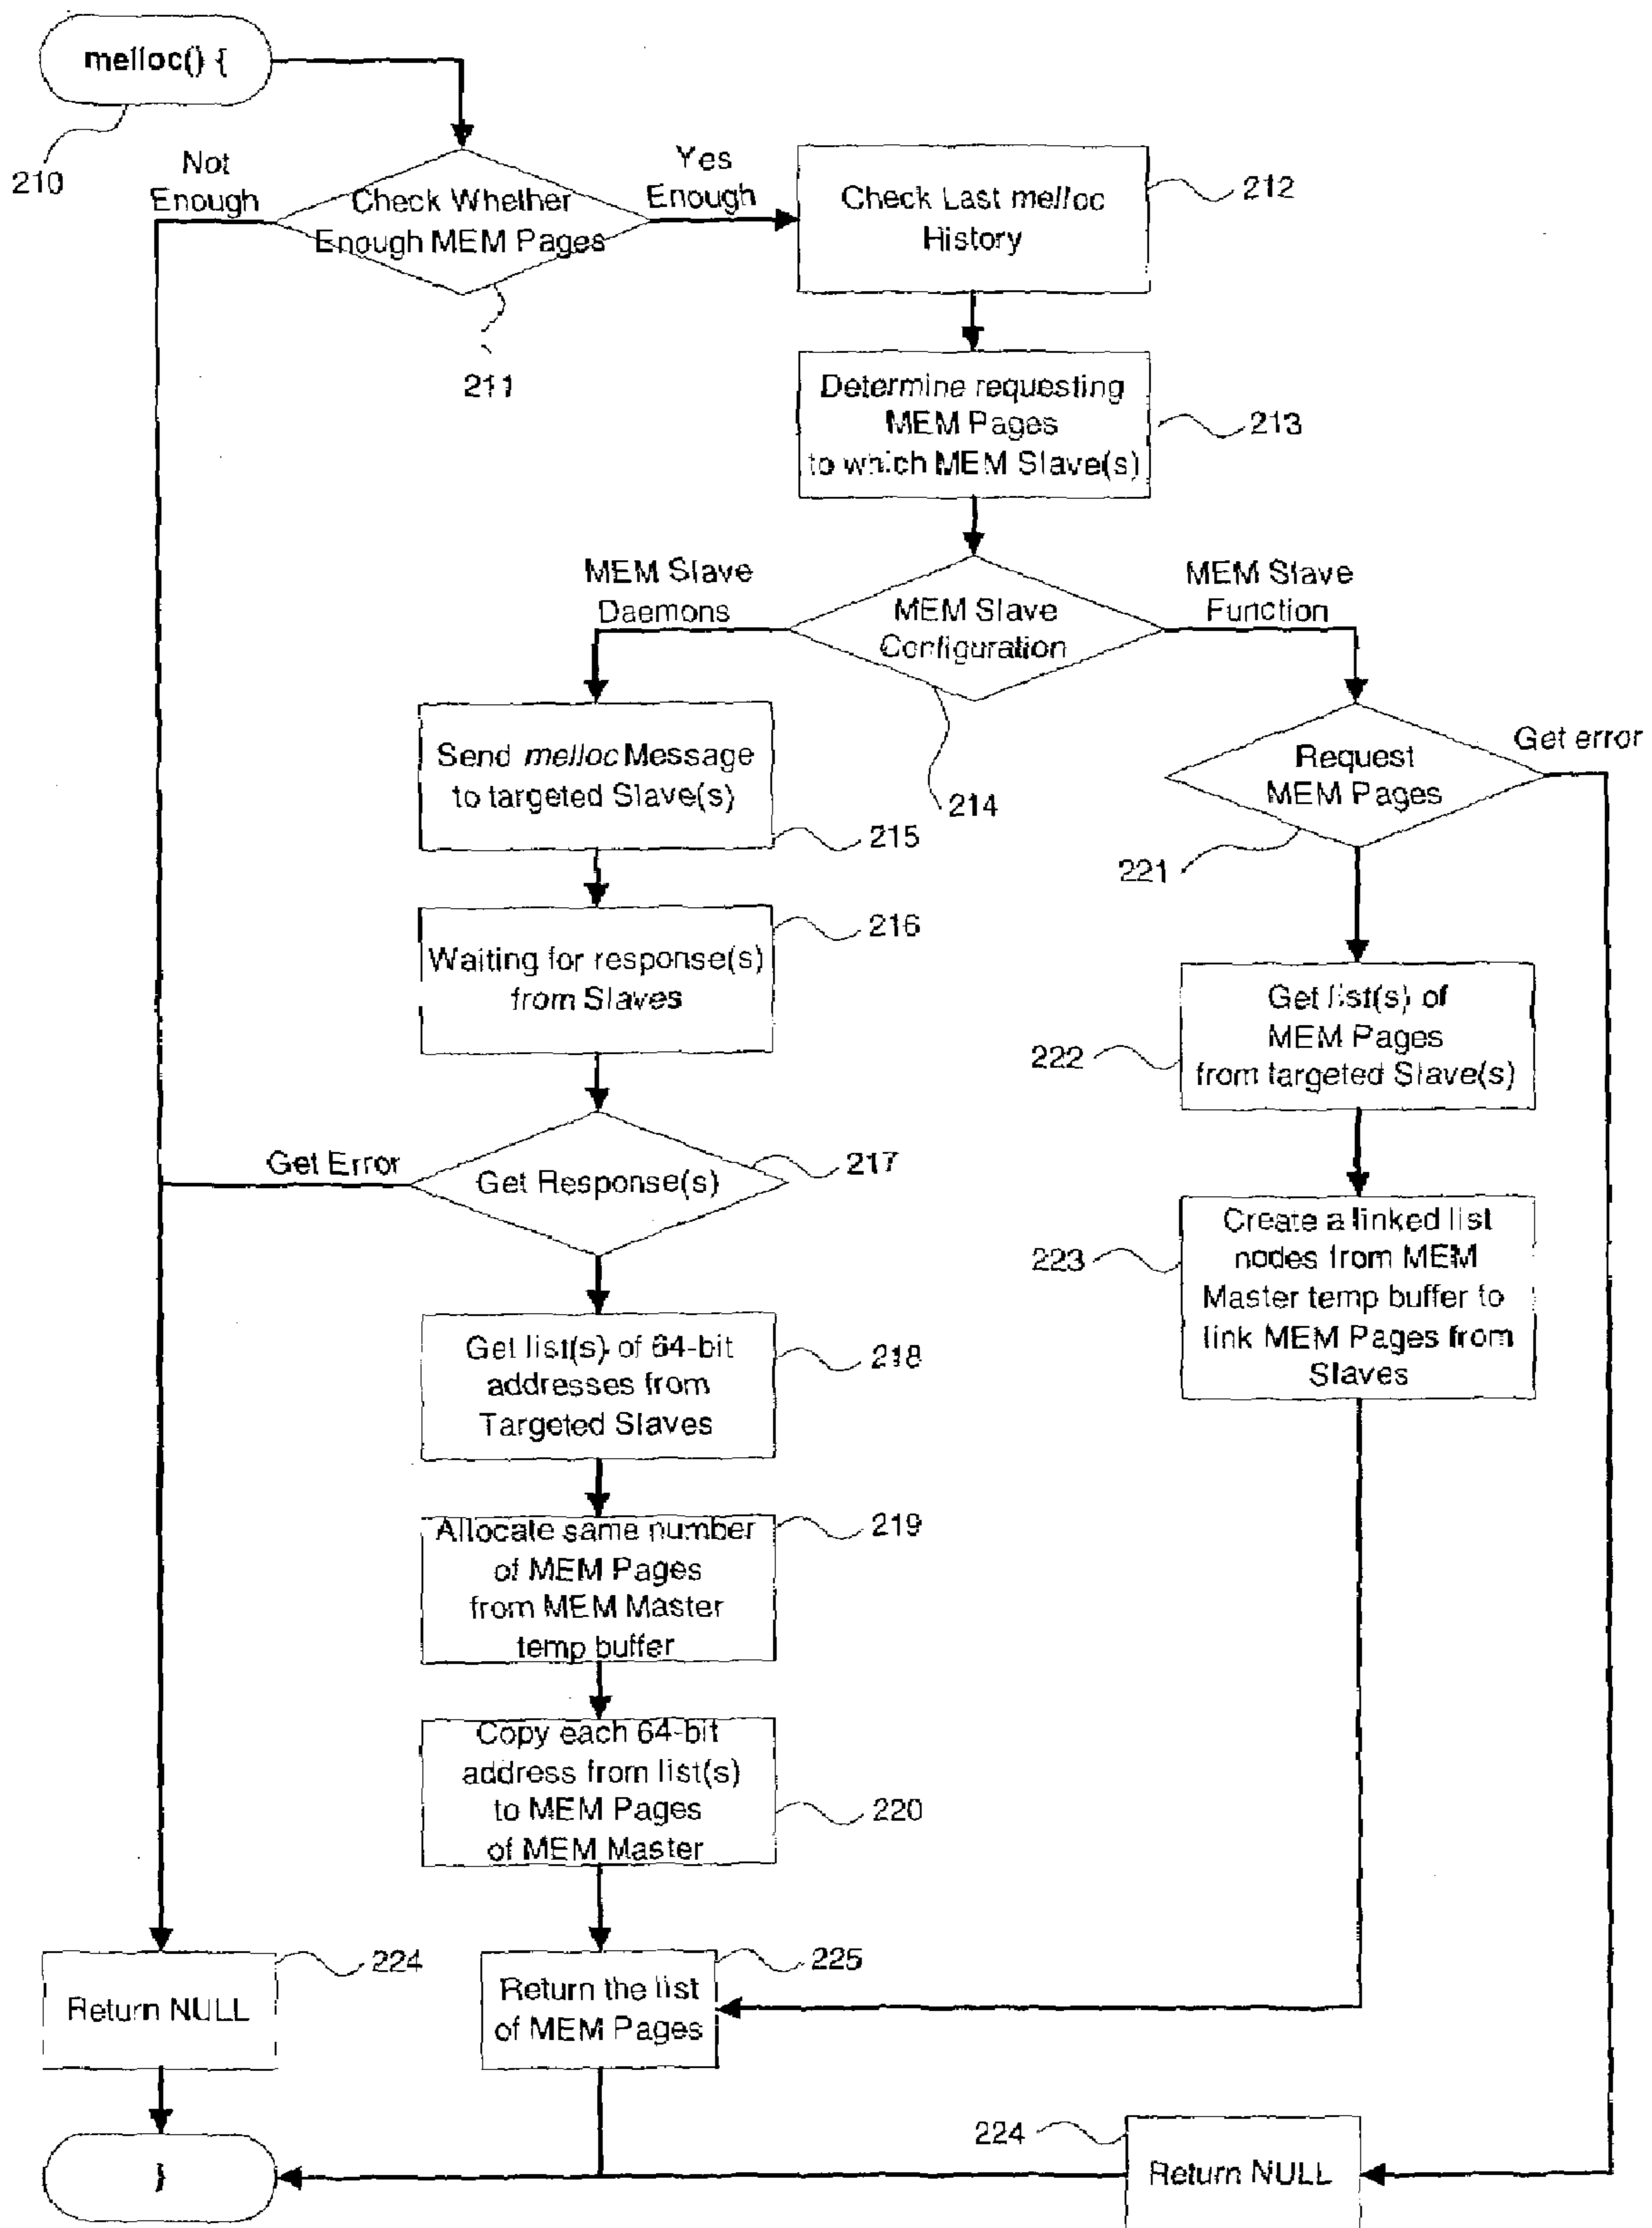 melloc() {
210
Not
Enough
Check Whether
Enough MEM Pages
Yes
Enough
211
Check Last melloc
History
212
Determine requesting
MEM Pages
to which MEM Slave(s)
213
MEM Slave
Daemons
MEM Slave
Configuration
MEM Slave
Function
214
Send melloc Message
to targeted Slave(s)
215
Request
MEM Pages
Get error
221
Waiting for response(s)
from Slaves
216
Get list(s) of
MEM Pages
from targeted Slave(s)
222
Get Error
Get Response(s)
217
Create a linked list
nodes from MEM
Master temp buffer to
link MEM Pages from
Slaves
223
Get list(s) of 64-bit
addresses from
Targeted Slaves
218
Allocate same number
of MEM Pages
from MEM Master
temp buffer
219
Copy each 64-bit
address from list(s)
to MEM Pages
of MEM Master
220
Return NULL
224
Return the list
of MEM Pages
225
}
224
Return NULL